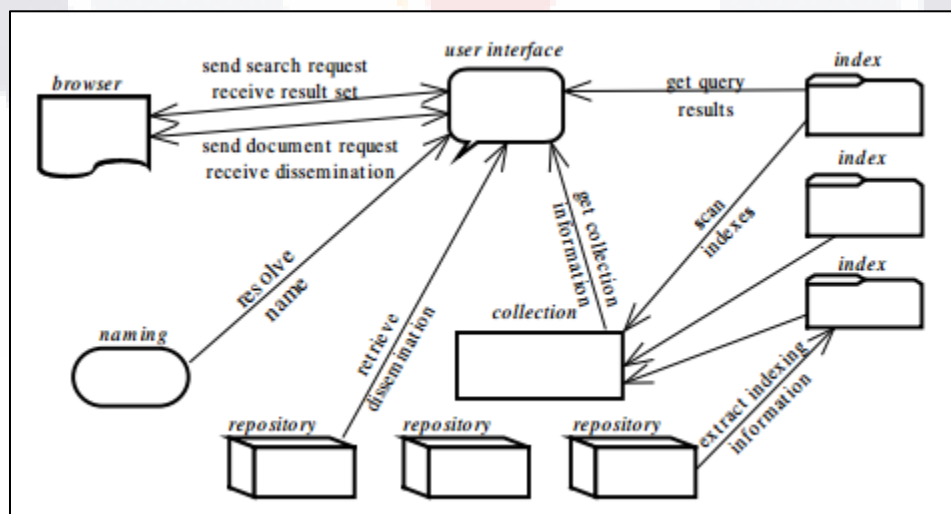 user interface
index
browser
send search request
receive result set
get query
results
send document request
receive dissemination
index
scan
indexes
get collection
information
index
resolve
name
collection
naming
retrieve
dissemination
extract indexing
information
repository
repository
repository